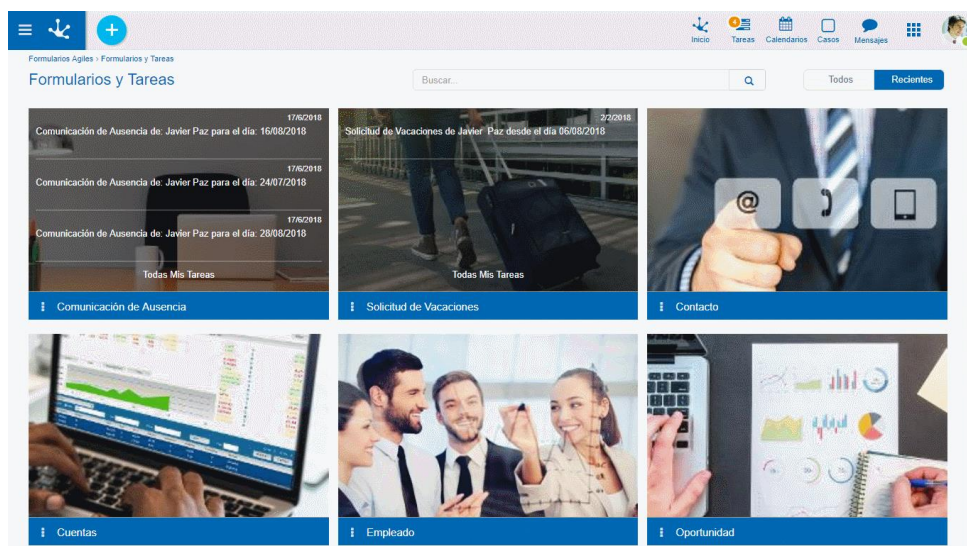 Inicio
4
Tareas
Calendarios
Casos
Mensajes
Formularios Agiles > Formularios y Tareas
Formularios y Tareas
Buscar...
Todos
Recientes
17/6/2018
Comunicación de Ausencia de: Javier Paz para el día: 16/08/2018
17/6/2018
Comunicación de Ausencia de: Javier Paz para el día: 24/07/2018
17/6/2018
Comunicación de Ausencia de: Javier Paz para el día: 28/08/2018
Todas Mis Tareas
Comunicación de Ausencia
2/2/2018
Solicitud de Vacaciones de Javier Paz desde el día 06/08/2018
Todas Mis Tareas
Solicitud de Vacaciones
@
Contacto
Cuentas
Empleado
Oportunidad